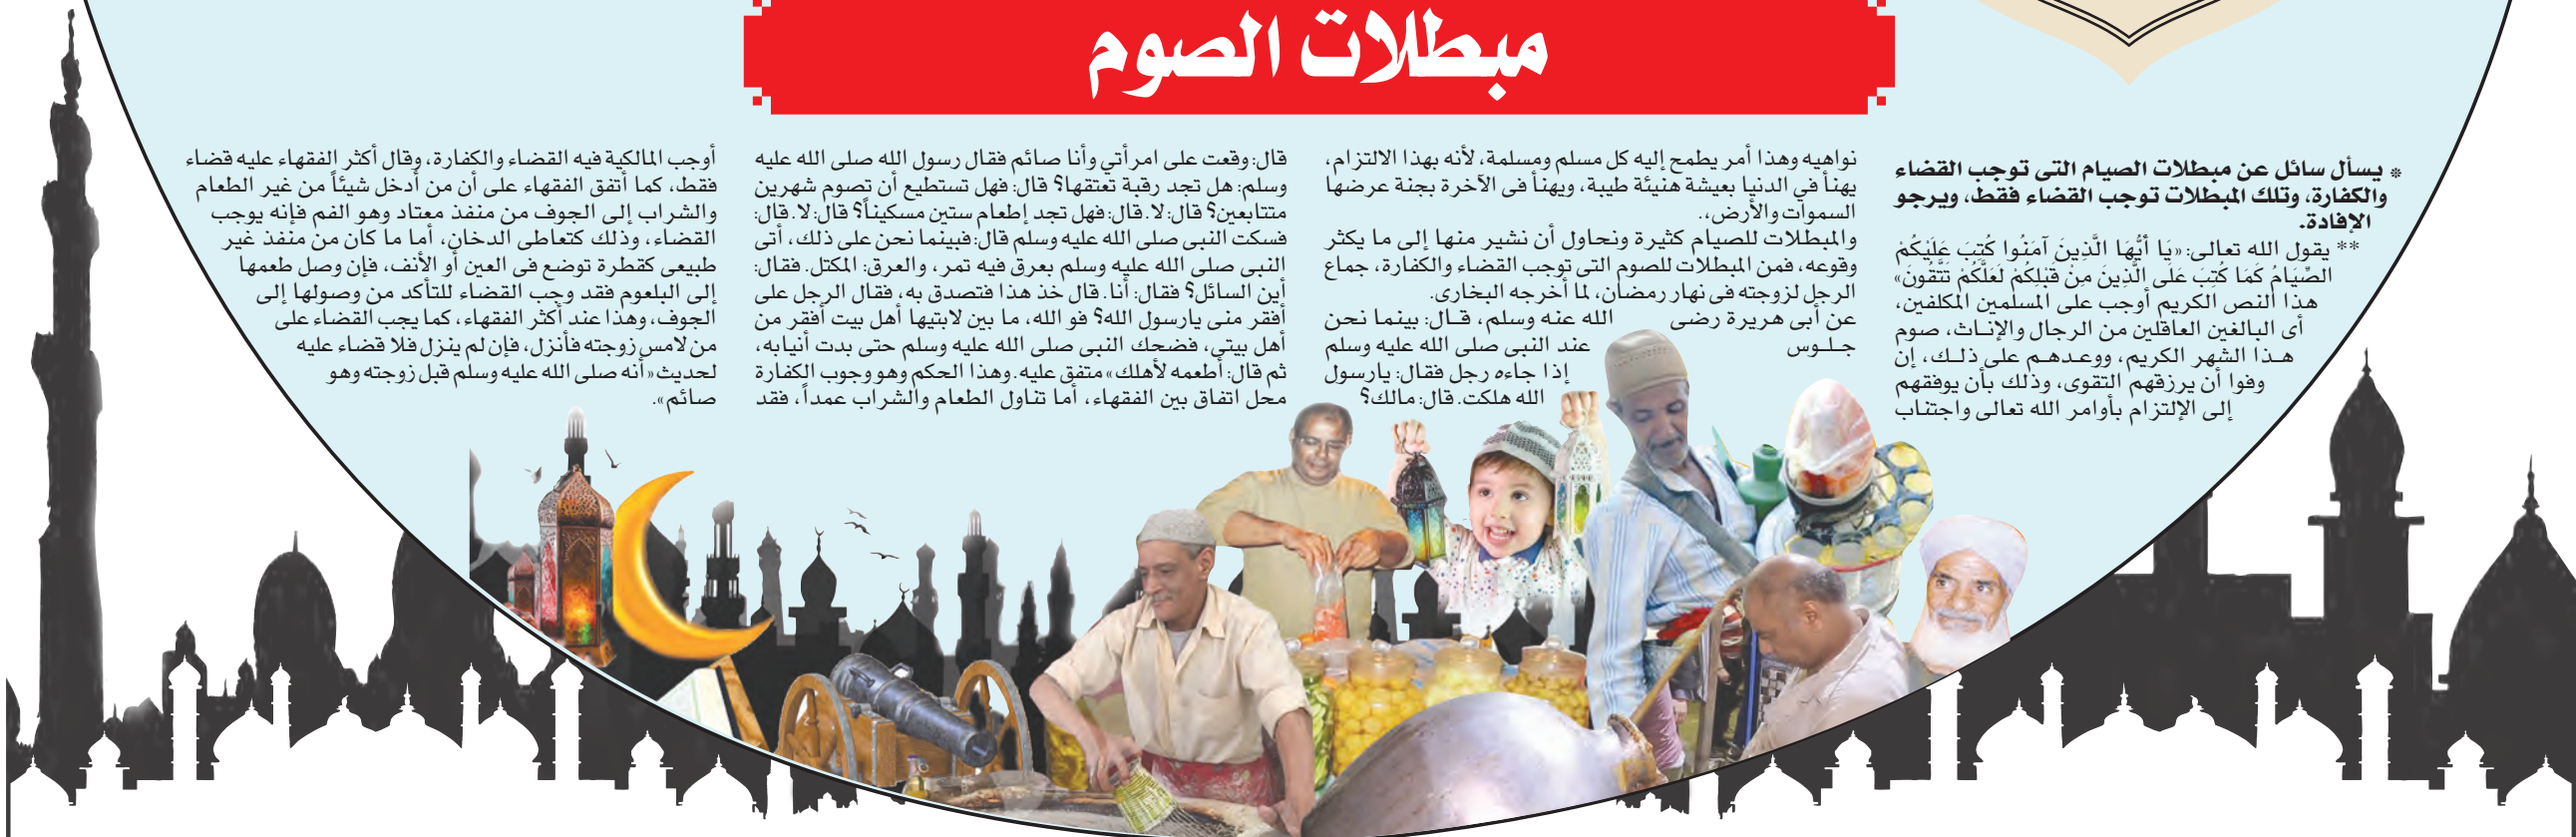 مبطلات الصوم
* يسأل سائل عن مبطلات الصيام التى توجب القضاء
والكفارة، وتلك المبطلات توجب القضاء فقط، ويرجو
الإفادة.
** يقول الله تعالى: «يَا أَيُّهَا الَّذِينَ آمَنُوا كُتِبَ عَلَيْكُمْ
الصِّيَامُ كَمَا كُتِبَ عَلَى الَّذِينَ مِنْ قَبْلِكُمْ لَعَلَّكُمْ تَتَّقُونَ»
هذا النص الكريم أوجب على المسلمين المكلفين،
أى البالغين العاقلين من الرجال والإناث، صوم
هذا الشهر الكريم، ووعدهم على ذلك، إن
وفوا أن يرزقهم التقوى، وذلك بأن يوفقهم
إلى الإلتزام بأوامر الله تعالى واجتناب
نواهيه وهذا أمر يطمح إليه كل مسلم ومسلمة، لأنه بهذا الالتزام،
يهنأ في الدنيا بعيشة هنيئة طيبة، ويهنأ فى الآخرة بجنة عرضها
السموات والأرض،.
والمبطلات للصيام كثيرة ونحاول أن نشير منها إلى ما يكثر
وقوعه، فمن المبطلات للصوم التى توجب القضاء والكفارة، جماع
الرجل لزوجته فى نهار رمضان، لما أخرجه البخارى.
عن أبى هريرة رضى الله عنه وسلم، قال: بينما نحن
جلوس عند النبى صلى الله عليه وسلم
إذا جاءه رجل فقال: يارسول
الله هلكت. قال: مالك؟
قال: وقعت على امرأتي وأنا صائم فقال رسول الله صلى الله عليه
وسلم: هل تجد رقبة تعتقها؟ قال: فهل تستطيع أن تصوم شهرين
متتابعين؟ قال: لا. قال: فهل تجد إطعام ستين مسكيناً؟ قال: لا. قال:
فسكت النبى صلى الله عليه وسلم قال: فبينما نحن على ذلك، أتى
النبى صلى الله عليه وسلم بعرق فيه تمر، والعرق: المكتل. فقال:
أين السائل؟ فقال: أنا. قال خذ هذا فتصدق به، فقال الرجل على
أفقر منى يارسول الله؟ فو الله، ما بين لابتيها أهل بيت أفقر من
أهل بيتى، فضحك النبى صلى الله عليه وسلم حتى بدت أنيابه،
ثم قال: أطعمه لأهلك» متفق عليه. وهذا الحكم وهو وجوب الكفارة
محل اتفاق بين الفقهاء، أما تناول الطعام والشراب عمداً، فقد
أوجب المالكية فيه القضاء والكفارة، وقال أكثر الفقهاء عليه قضاء
فقط، كما أتفق الفقهاء على أن من أدخل شيئاً من غير الطعام
والشراب إلى الجوف من منفذ معتاد وهو الفم فإنه يوجب
القضاء، وذلك كتعاطى الدخان، أما ما كان من منفذ غير
طبيعى كقطرة توضع فى العين أو الأنف، فإن وصل طعمها
إلى البلعوم فقد وجب القضاء للتأكد من وصولها إلى
الجوف، وهذا عند أكثر الفقهاء، كما يجب القضاء على
من لامس زوجته فأنزل، فإن لم ينزل فلا قضاء عليه
لحديث «أنه صلى الله عليه وسلم قبل زوجته وهو
صائم».